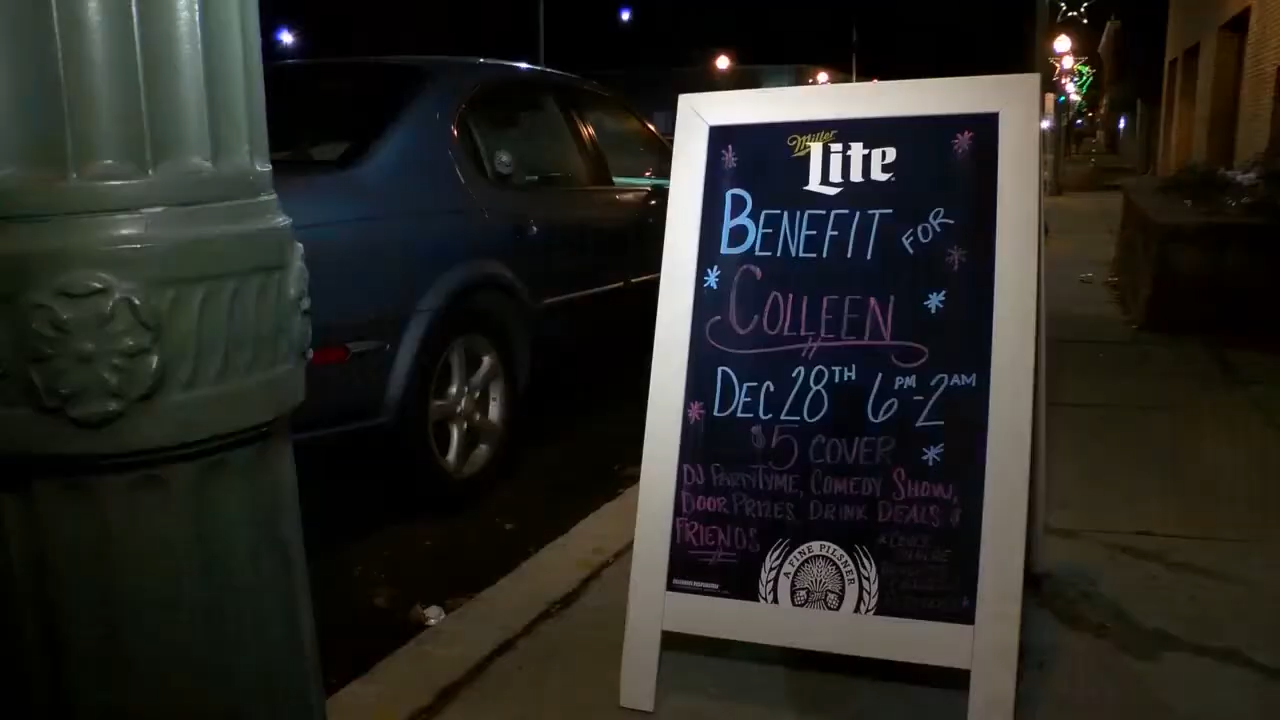 Miller
Lite
BENEFIT FOR
COLLEEN
DEC 28TH 6PM-2AM
$5 COVER
DJ PARTYTYME, COMEDY SHOW,
DOOR PRIZES, DRINK DEALS &
FRIENDS
A FINE PILSNER